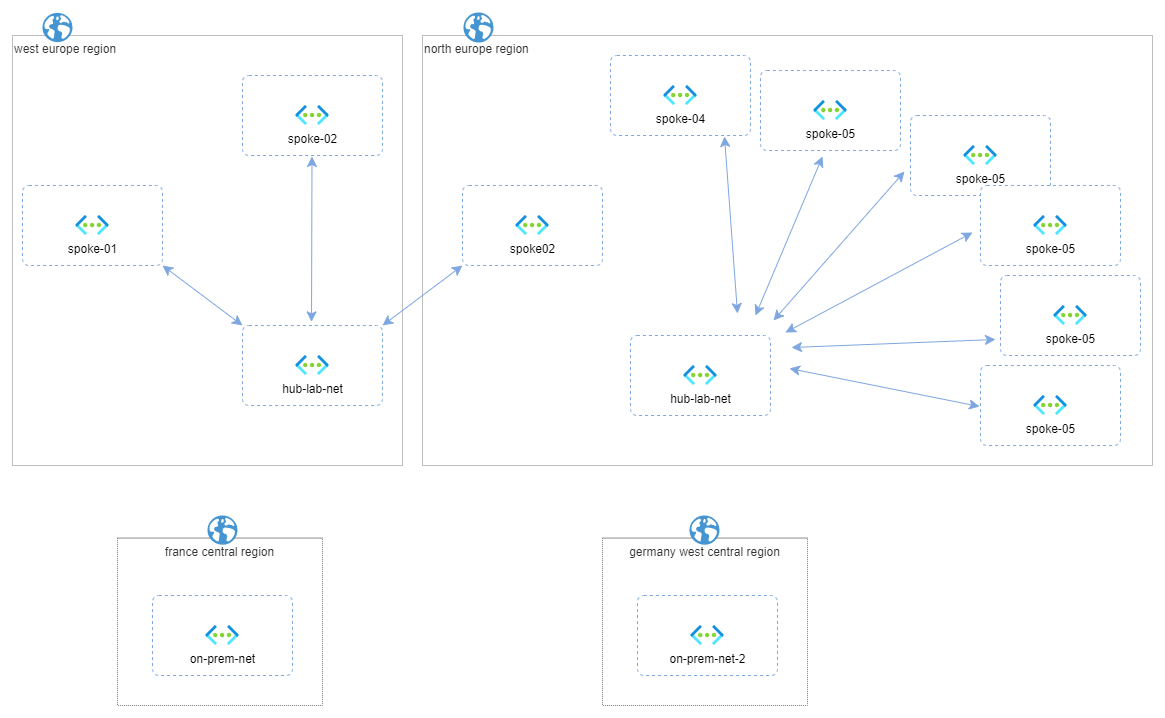 west europe region
north europe region
spoke-02
spoke-04
spoke-05
spoke-05
spoke-01
spoke02
spoke-05
spoke-05
hub-lab-net
hub-lab-net
spoke-05
france central region
germany west central region
on-prem-net
on-prem-net-2